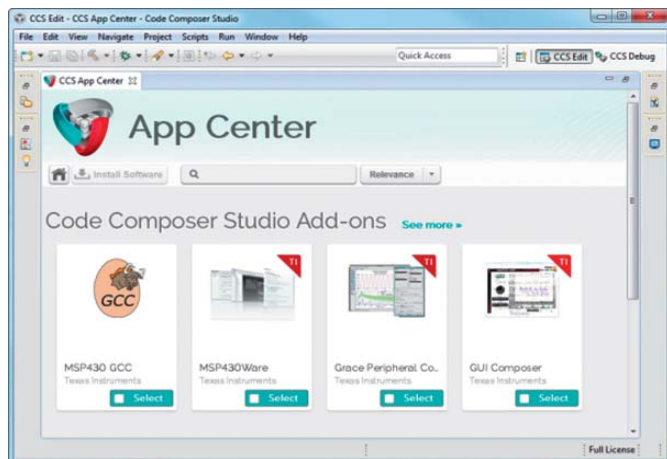 CCS Edit - CCS App Center - Code Composer Studio
File Edit View Navigate Project Scripts Run Window Help
Quick Access
CCS Edit
CCS Debug
CCS App Center
App Center
Install Software
Relevance
Code Composer Studio Add-ons
See more »
GCC
TI
TI
TI
MSP430 GCC
Texas Instruments
Select
MSP430Ware
Texas Instruments
Select
Grace Peripheral Co..
Texas Instruments
Select
GUI Composer
Texas Instruments
Select
Full License